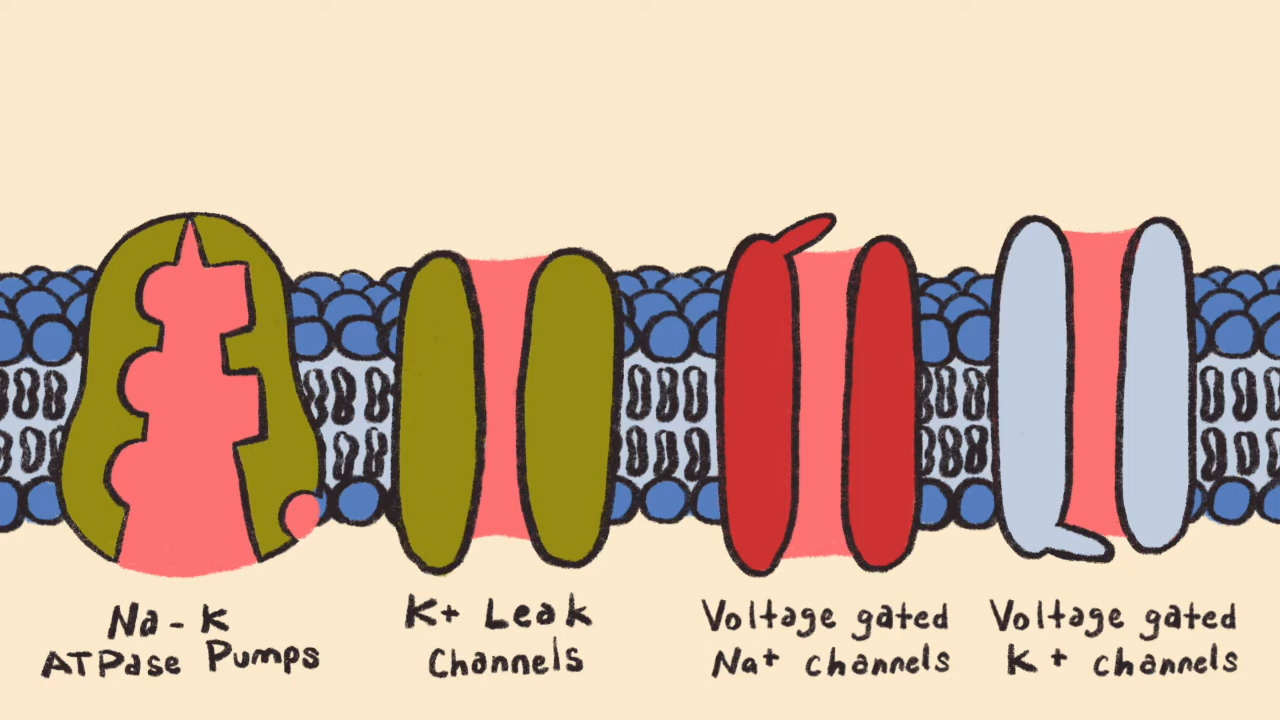 Na - K
ATPase Pumps
K+ Leak
Channels
Voltage gated
Na+ channels
Voltage gated
K + channels